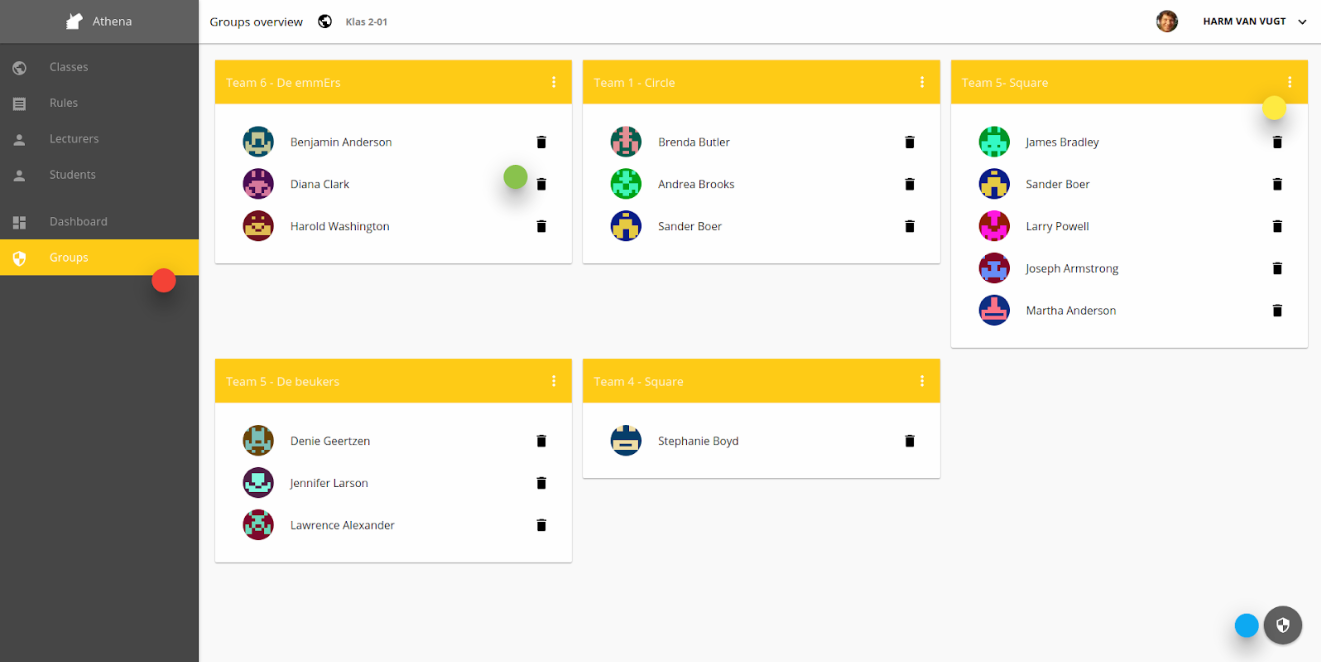 Athena
Groups overview Klas 2-01
HARM VAN VUGT
Classes
Rules
Lecturers
Students
Dashboard
Groups
Team 6 - De emmErs
Benjamin Anderson
Diana Clark
Harold Washington
Team 1 - Circle
Brenda Butler
Andrea Brooks
Sander Boer
Team 5- Square
James Bradley
Sander Boer
Larry Powell
Joseph Armstrong
Martha Anderson
Team 5 - De beukers
Denie Geertzen
Jennifer Larson
Lawrence Alexander
Team 4 - Square
Stephanie Boyd